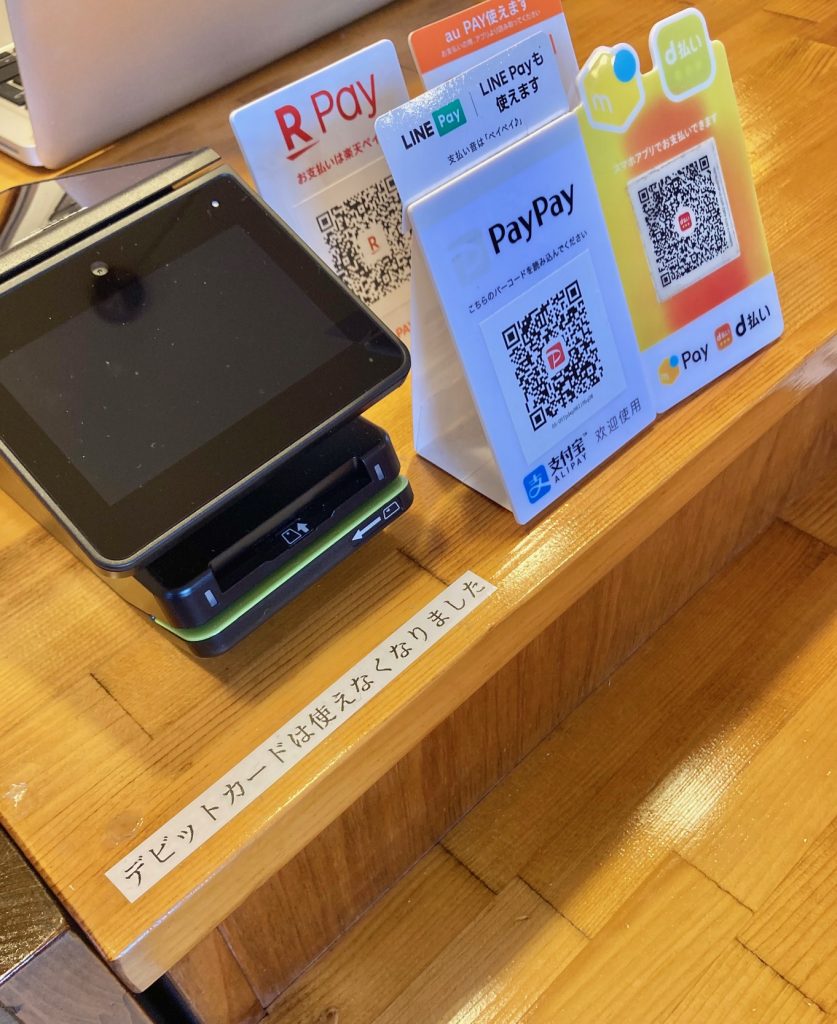 au PAY使えます
R Pay
お支払いは楽天ペイ
LINE Pay
LINE Payも
使えます
支払い音は「ペイペイ♪」
PayPay
こちらのバーコードを読み込んでください
支付宝™
ALIPAY
欢迎使用
m
d払い
スマホアプリでお支払いできます
Pay
d払い
デビットカードは使えなくなりました